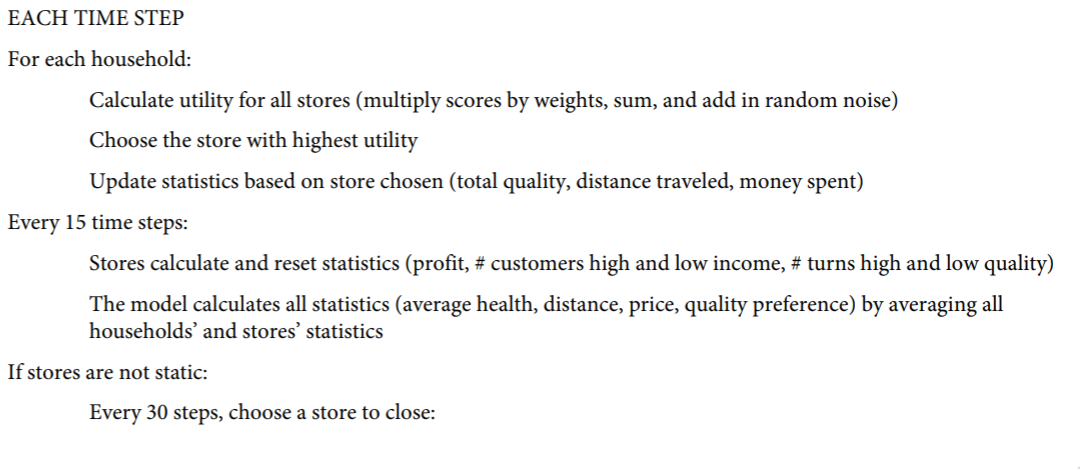 EACH TIME STEP
For each household:
Calculate utility for all stores (multiply scores by weights, sum, and add in random noise)
Choose the store with highest utility
Update statistics based on store chosen (total quality, distance traveled, money spent)
Every 15 time steps:
Stores calculate and reset statistics (profit, # customers high and low income, # turns high and low quality)
The model calculates all statistics (average health, distance, price, quality preference) by averaging all
households’ and stores’ statistics
If stores are not static:
Every 30 steps, choose a store to close: